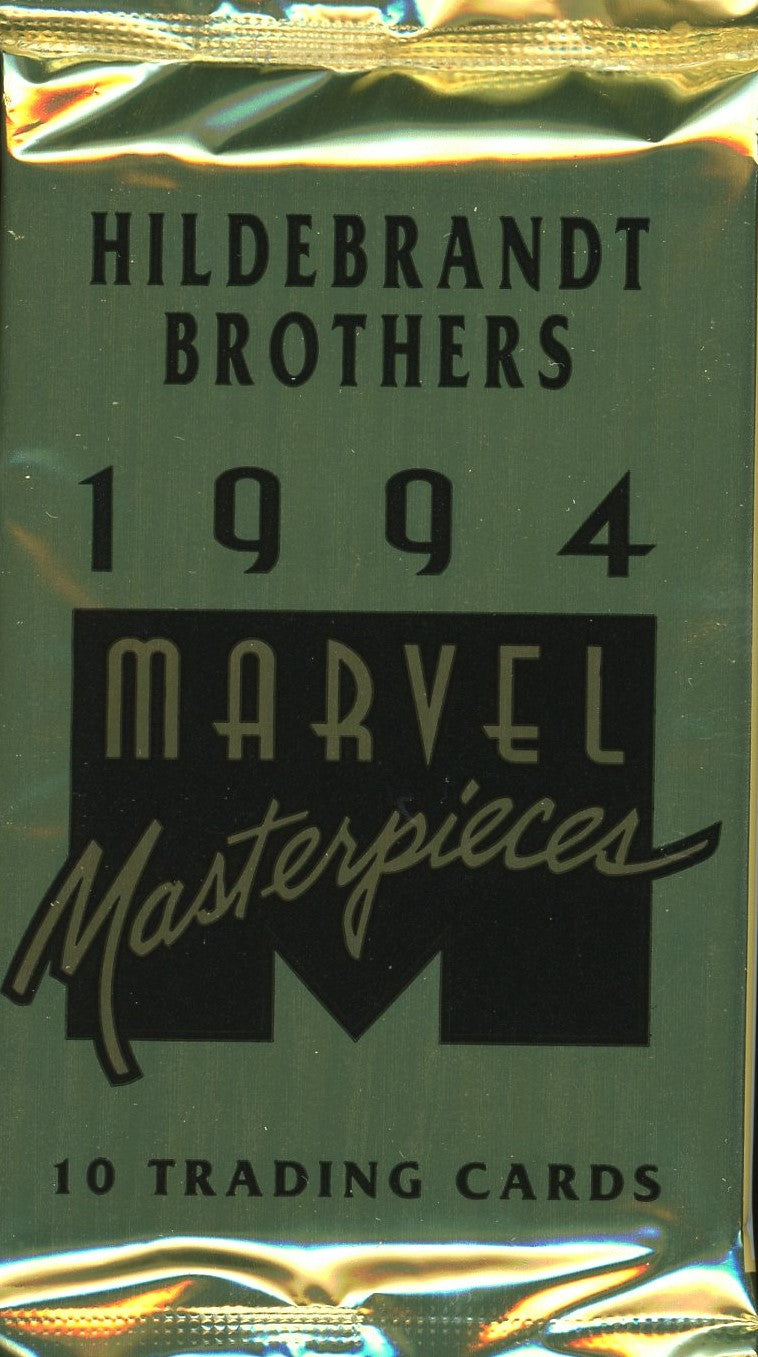 HILDEBRANDT
BROTHERS
1994
MARVEL
Masterpieces
10 TRADING CARDS